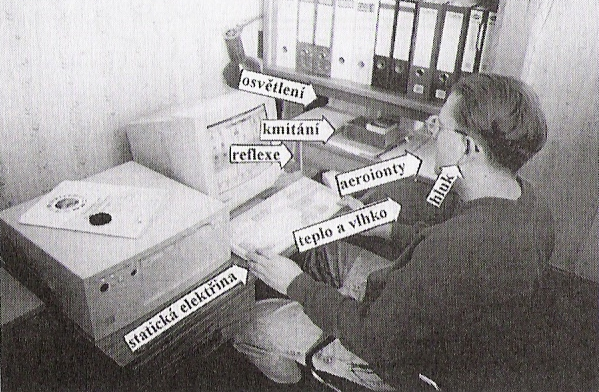 osvětlení
kmitání
reflexe
aeroionty
hluk
teplo a vlhko
statická elektřina